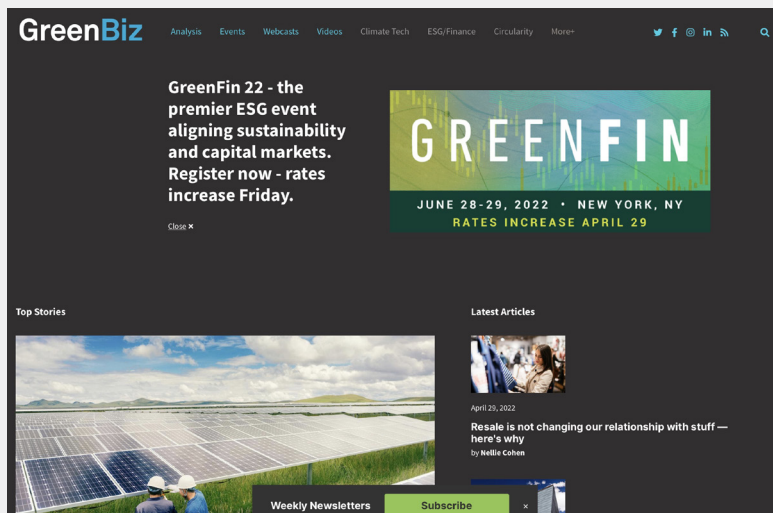 GreenBiz
Analysis Events Webcasts Videos Climate Tech ESG/Finance Circularity More+
GreenFin 22 - the
premier ESG event
aligning sustainability
and capital markets.
Register now - rates
increase Friday.
Close ×
GREENFIN
JUNE 28-29, 2022 • NEW YORK, NY
RATES INCREASE APRIL 29
Top Stories
Latest Articles
April 29, 2022
Resale is not changing our relationship with stuff —
here's why
by Nellie Cohen
Weekly Newsletters
Subscribe
×